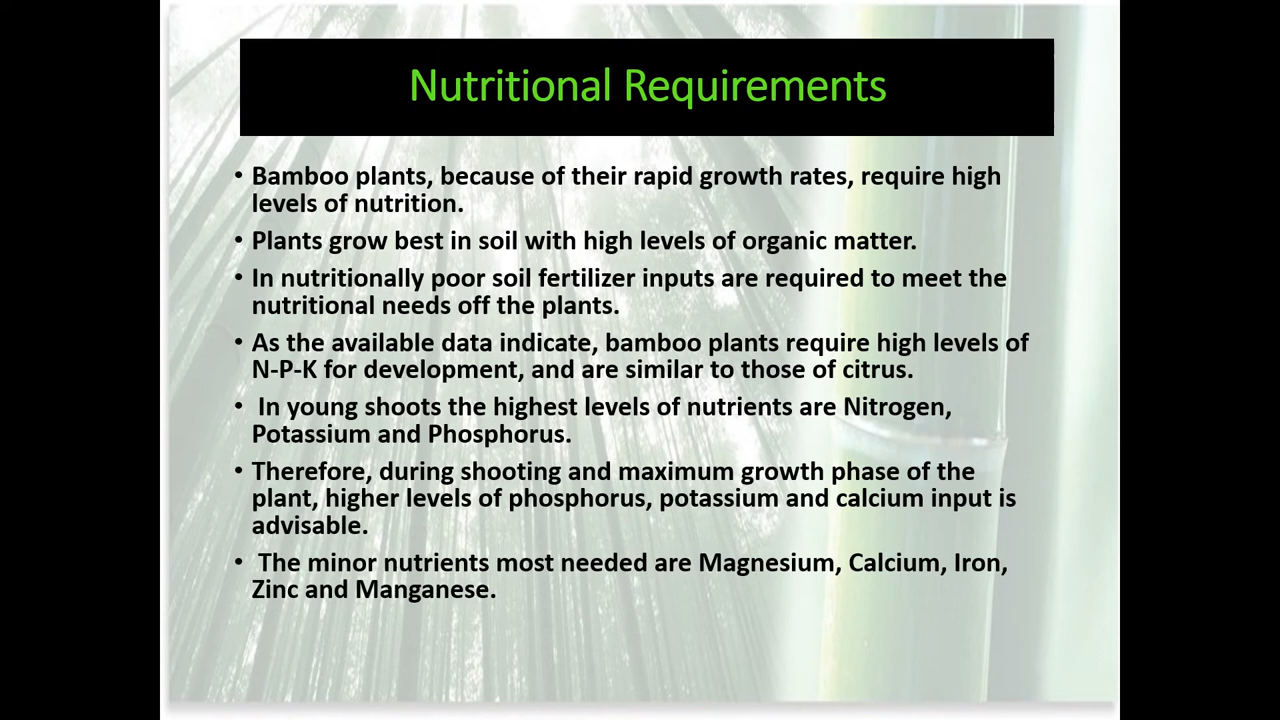 Nutritional Requirements
• Bamboo plants, because of their rapid growth rates, require high
levels of nutrition.
• Plants grow best in soil with high levels of organic matter.
• In nutritionally poor soil fertilizer inputs are required to meet the
nutritional needs off the plants.
• As the available data indicate, bamboo plants require high levels of
N-P-K for development, and are similar to those of citrus.
• In young shoots the highest levels of nutrients are Nitrogen,
Potassium and Phosphorus.
• Therefore, during shooting and maximum growth phase of the
plant, higher levels of phosphorus, potassium and calcium input is
advisable.
• The minor nutrients most needed are Magnesium, Calcium, Iron,
Zinc and Manganese.